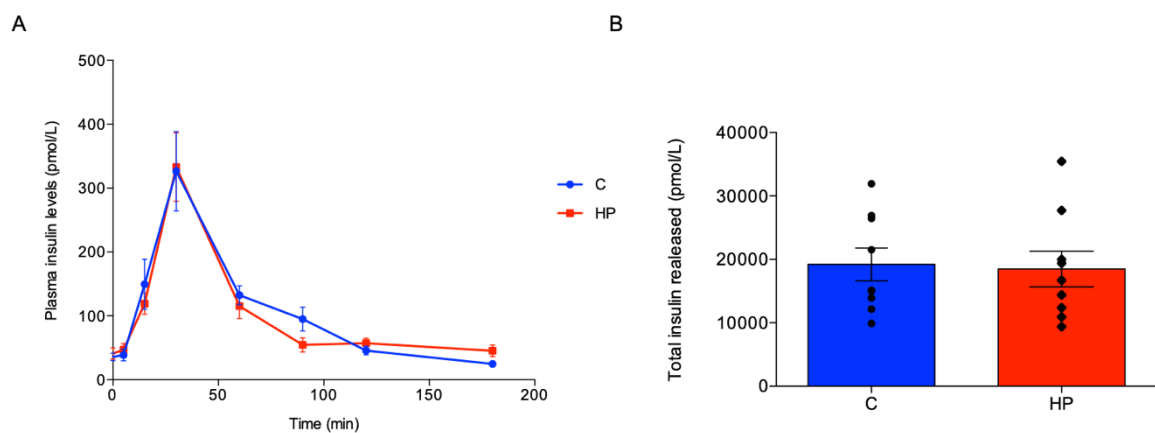 A
500
400
300
200
100
0
Plasma insulin levels (pmol/L)
0 50 100 150 200
Time (min)
C
HP
B
40000
30000
20000
10000
0
Total insulin realeased (pmol/L)
C HP